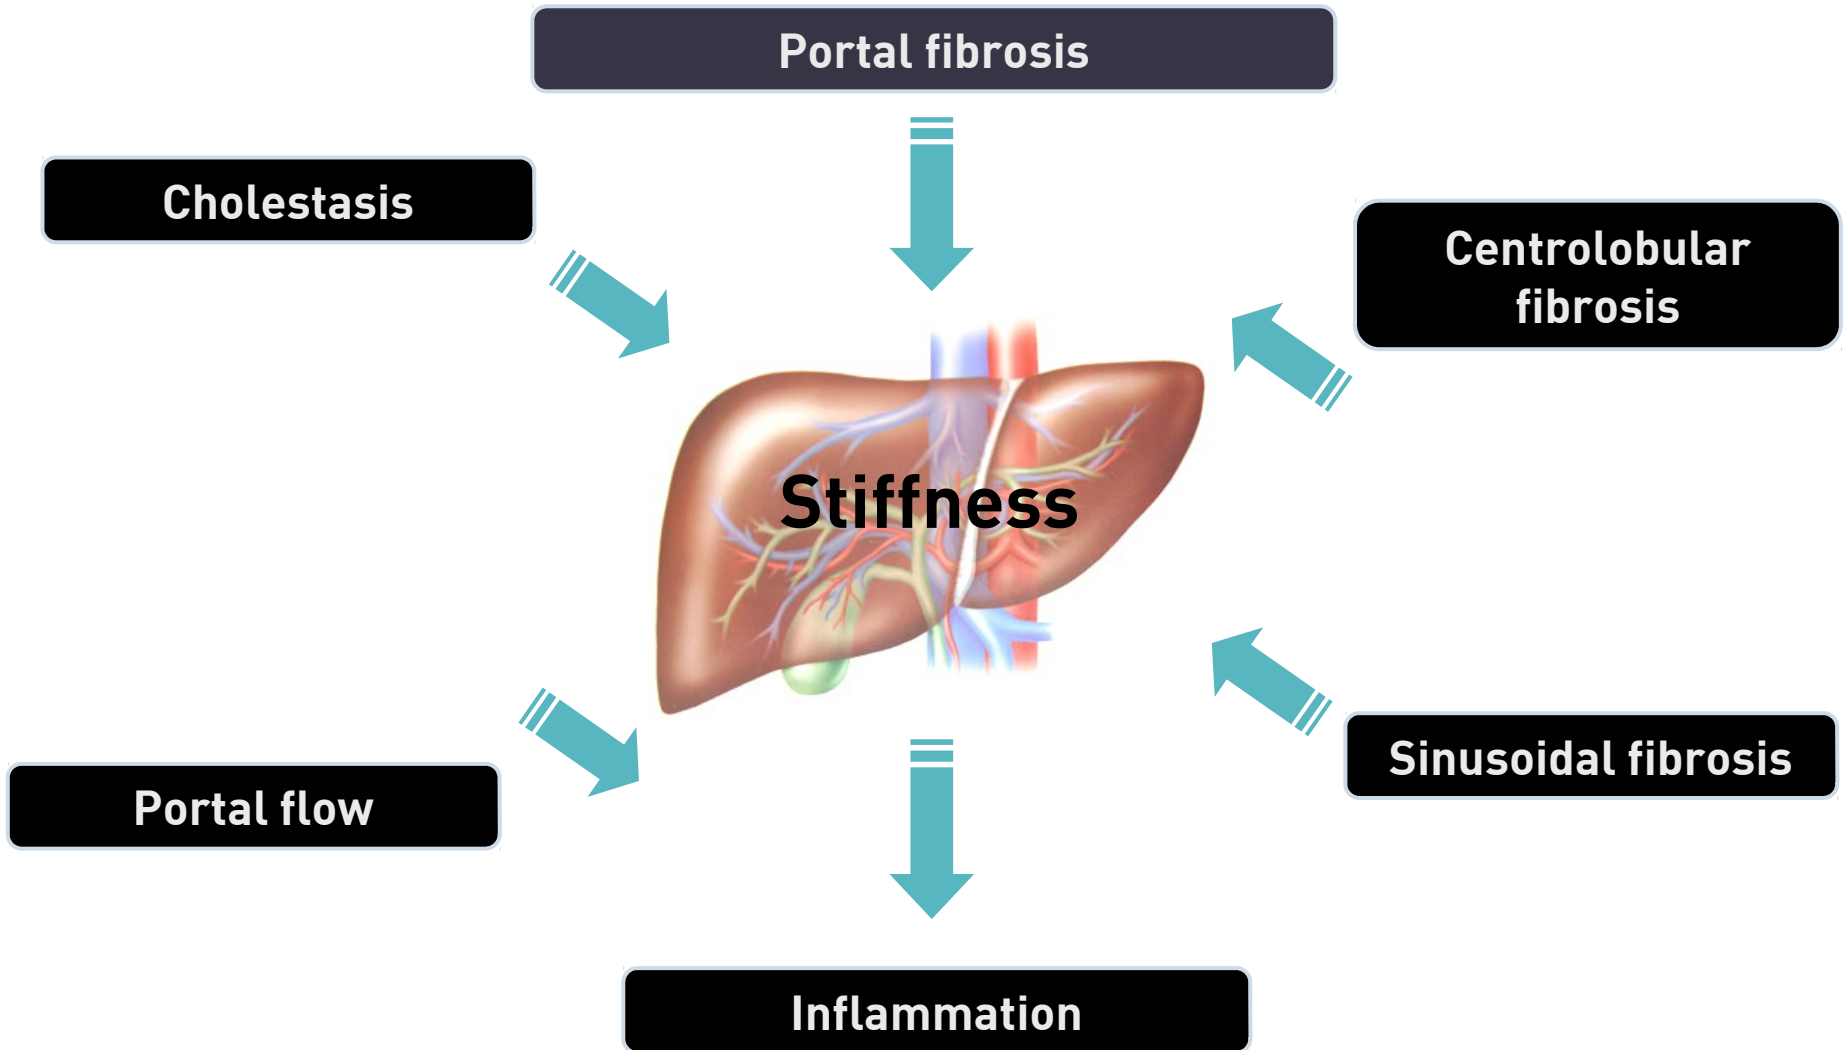 Portal fibrosis
Cholestasis
Centrolobular
fibrosis
Stiffness
Sinusoidal fibrosis
Portal flow
Inflammation